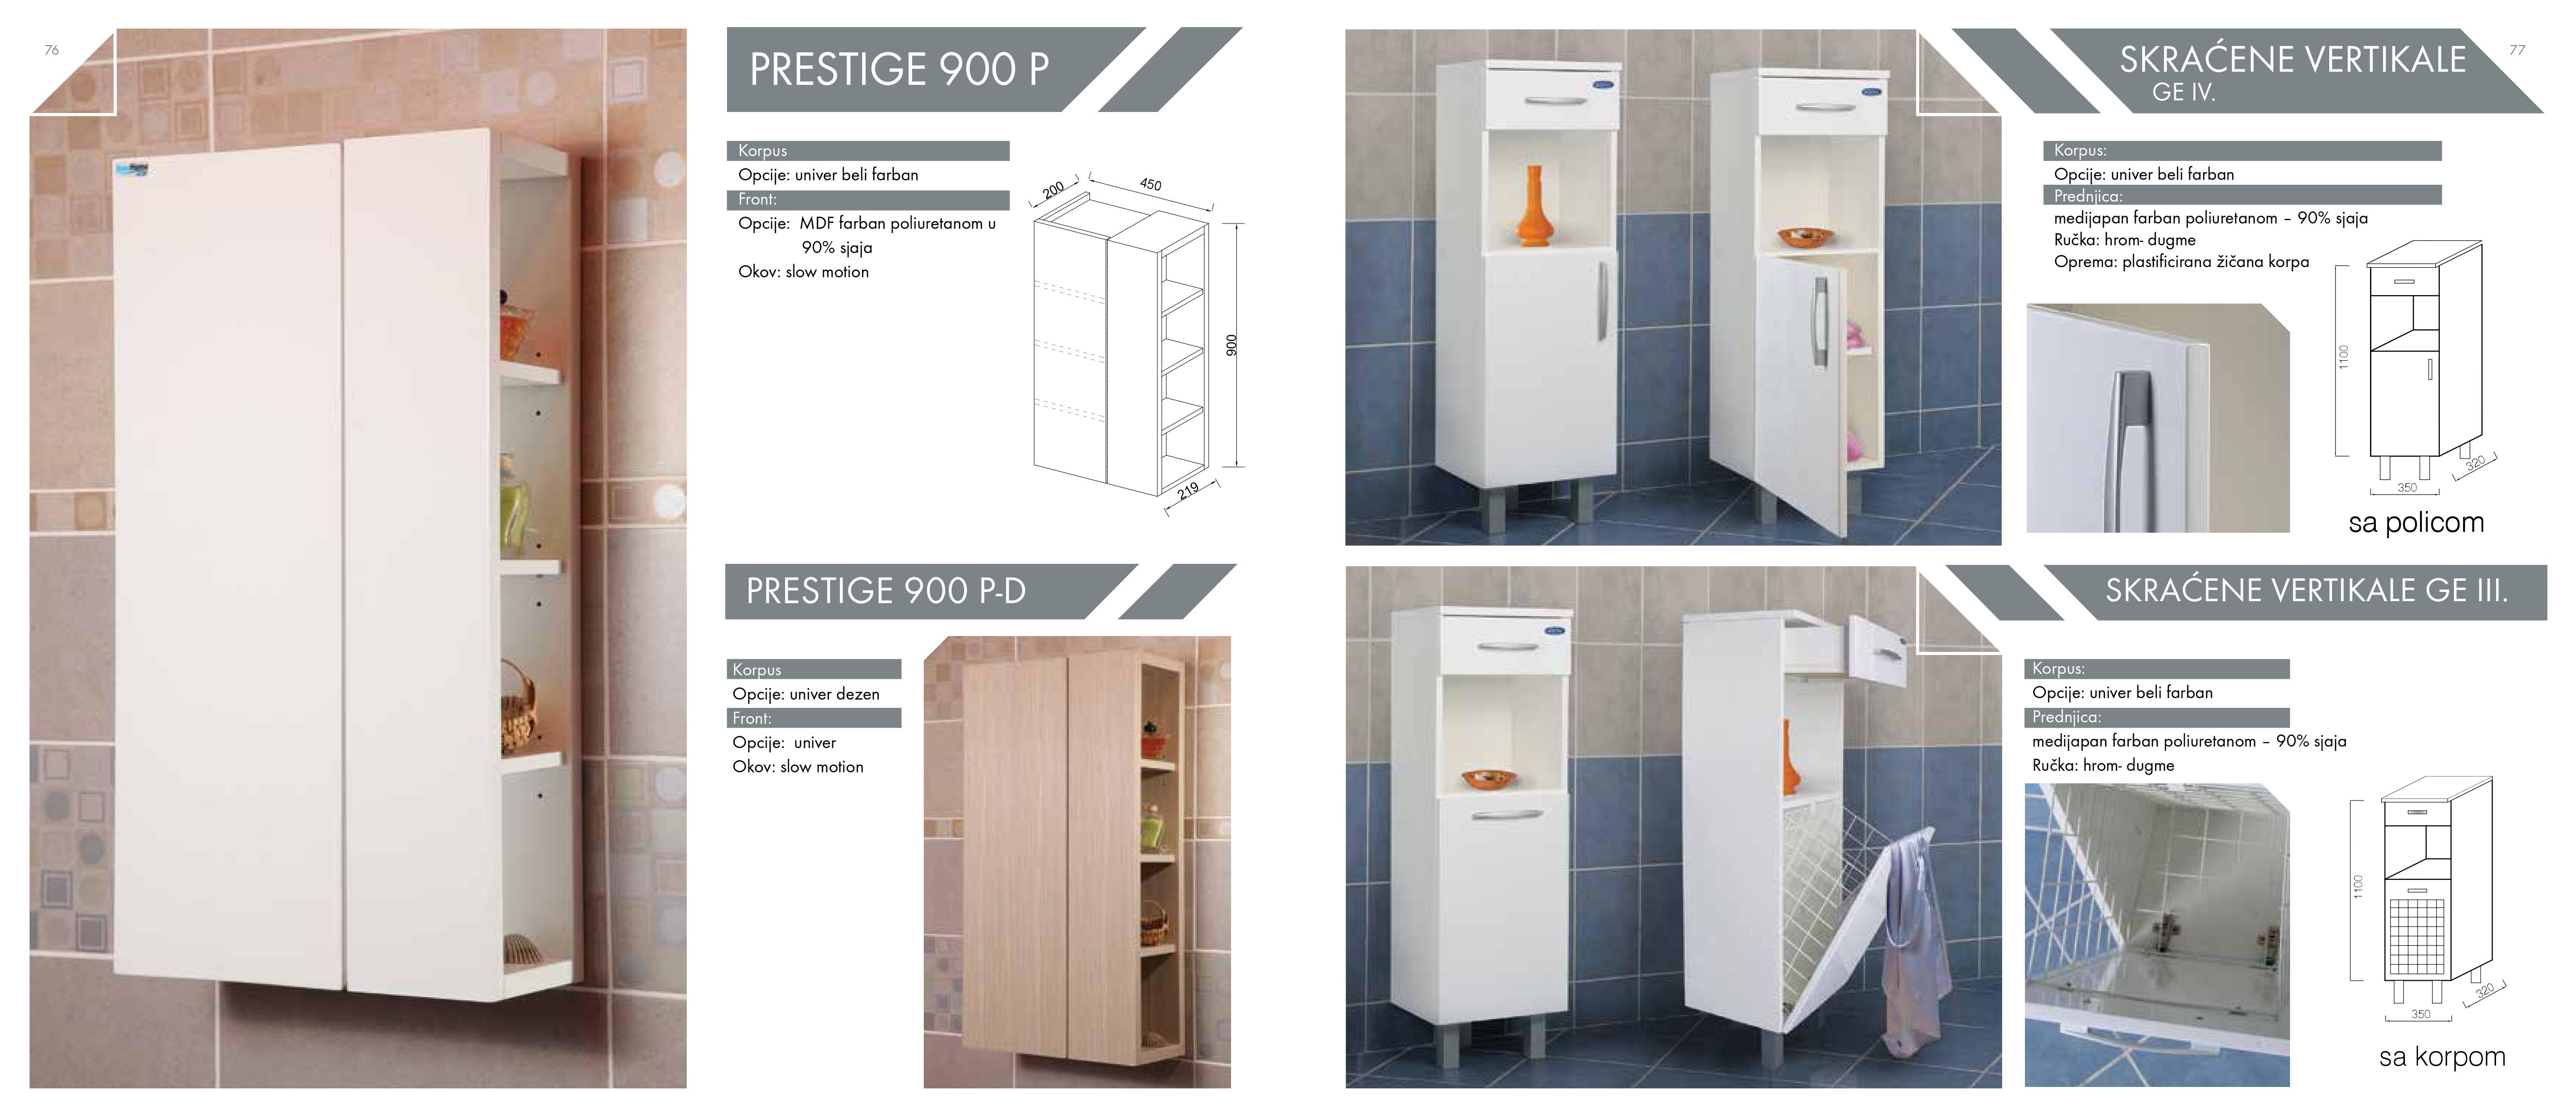 76
PRESTIGE 900 P
Korpus
Opcije: univer beli farban
Front:
Opcije: MDF farban poliuretanom u
90% sjaja
Okov: slow motion
200
450
900
219
PRESTIGE 900 P-D
Korpus
Opcije: univer dezen
Front:
Opcije: univer
Okov: slow motion
SKRAĆENE VERTIKALE
GE IV.
77
Korpus:
Opcije: univer beli farban
Prednjica:
medijapan farban poliuretanom – 90% sjaja
Ručka: hrom- dugme
Oprema: plastificirana žičana korpa
1100
320
350
sa policom
SKRAĆENE VERTIKALE GE III.
Korpus:
Opcije: univer beli farban
Prednjica:
medijapan farban poliuretanom – 90% sjaja
Ručka: hrom- dugme
1100
320
350
sa korpom